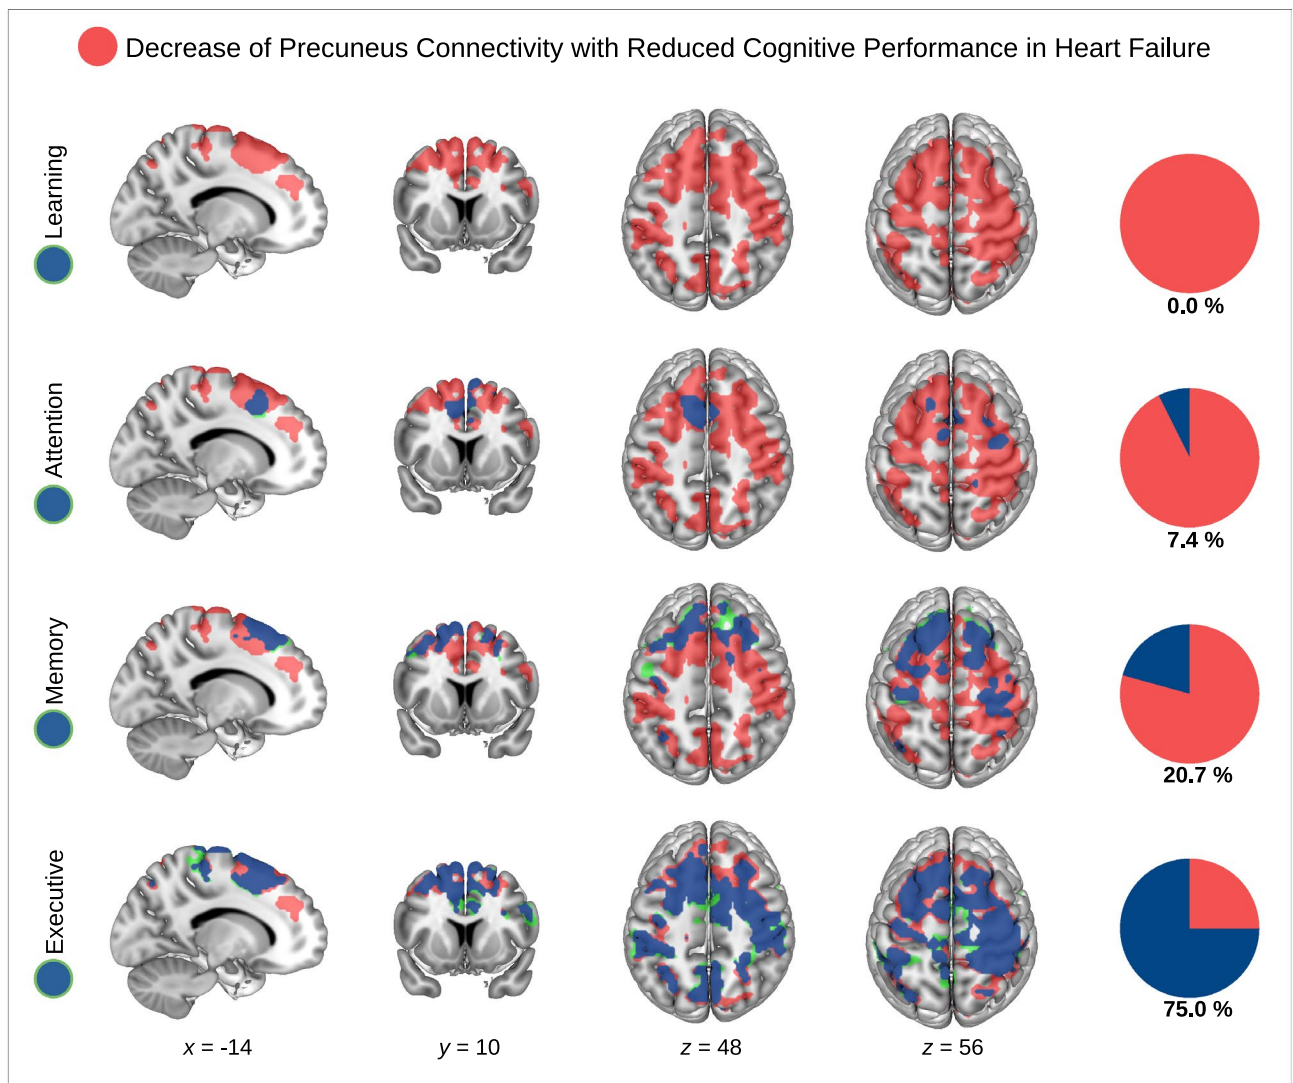 Decrease of Precuneus Connectivity with Reduced Cognitive Performance in Heart Failure
Learning
0.0 %
Attention
7.4 %
Memory
20.7 %
Executive
75.0 %
x = -14
y = 10
z = 48
z = 56